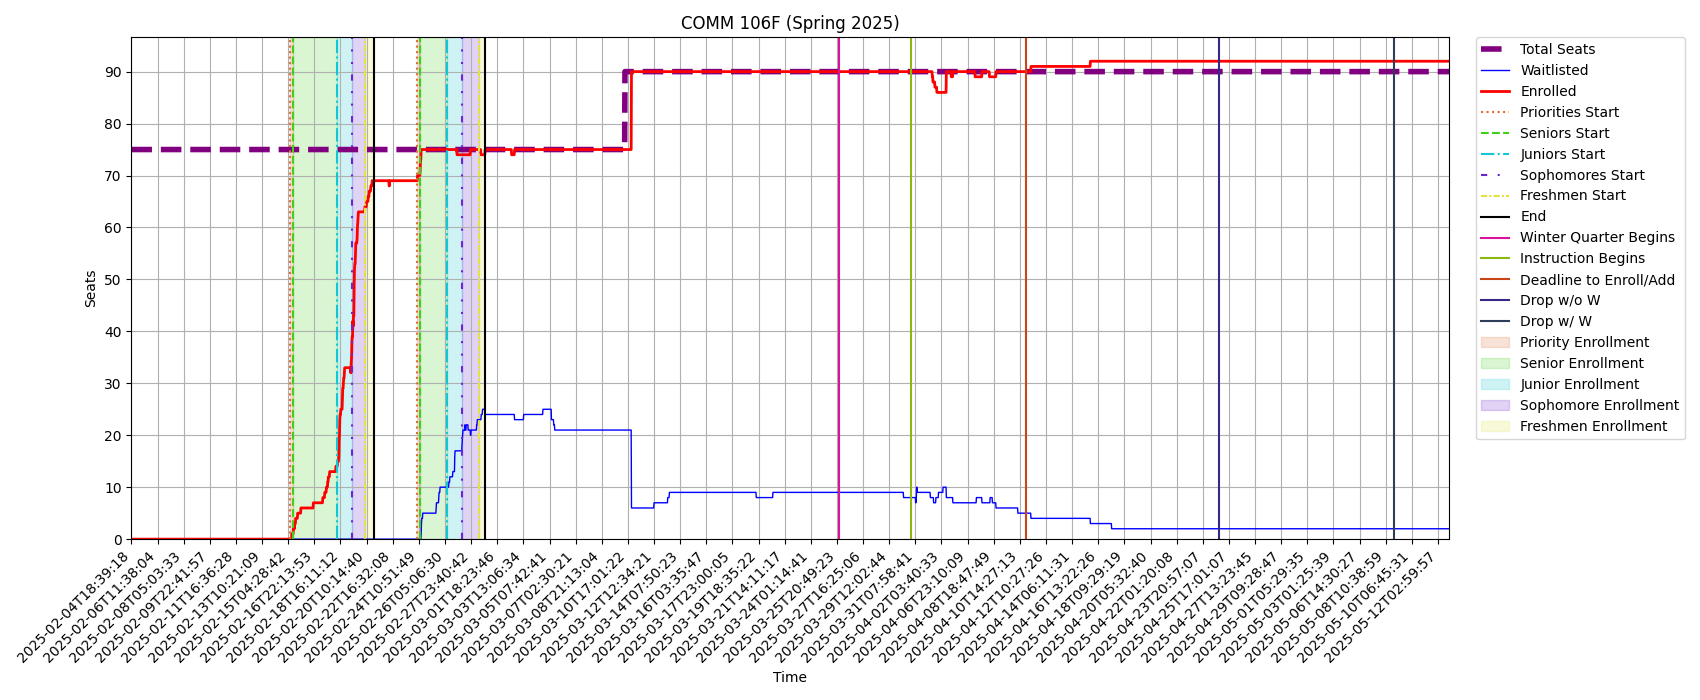 COMM 106F (Spring 2025)
Seats
90
80
70
60
50
40
30
20
10
0
2025-02-04T18:39:18
2025-02-06T11:38:04
2025-02-08T05:03:33
2025-02-09T22:41:57
2025-02-11T16:36:28
2025-02-13T10:21:09
2025-02-15T04:28:42
2025-02-16T22:13:53
2025-02-18T16:11:12
2025-02-20T10:14:40
2025-02-22T16:32:08
2025-02-24T10:51:49
2025-02-26T05:06:30
2025-02-27T23:40:42
2025-03-01T18:23:46
2025-03-03T13:06:34
2025-03-05T07:42:41
2025-03-07T02:30:21
2025-03-08T21:13:04
2025-03-10T17:01:22
2025-03-12T12:34:21
2025-03-14T07:50:23
2025-03-16T03:35:47
2025-03-17T23:00:05
2025-03-19T18:35:22
2025-03-21T14:11:17
2025-03-24T01:14:41
2025-03-25T20:49:23
2025-03-27T16:25:06
2025-03-29T12:02:44
2025-03-31T07:58:41
2025-04-02T03:40:33
2025-04-06T23:10:09
2025-04-08T18:47:49
2025-04-10T14:27:13
2025-04-12T10:27:26
2025-04-14T06:11:31
2025-04-16T13:22:26
2025-04-18T09:29:19
2025-04-20T05:32:40
2025-04-22T01:20:08
2025-04-23T20:57:07
2025-04-25T17:01:07
2025-04-27T13:23:45
2025-04-29T09:28:47
2025-05-01T05:29:35
2025-05-03T01:25:39
2025-05-06T14:30:27
2025-05-08T10:38:59
2025-05-10T06:45:31
2025-05-12T02:59:57
Time
Total Seats
Waitlisted
Enrolled
Priorities Start
Seniors Start
Juniors Start
Sophomores Start
Freshmen Start
End
Winter Quarter Begins
Instruction Begins
Deadline to Enroll/Add
Drop w/o W
Drop w/ W
Priority Enrollment
Senior Enrollment
Junior Enrollment
Sophomore Enrollment
Freshmen Enrollment